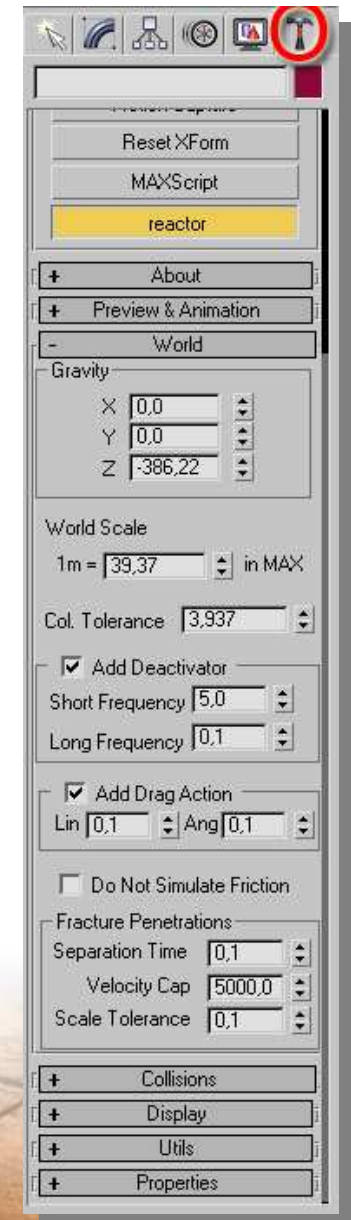 Reset XForm
MAXScript
reactor
+ About
+ Preview & Animation
- World
Gravity
X 0,0
Y 0,0
Z -386,22
World Scale
1m = 39,37 in MAX
Col. Tolerance 3,937
Add Deactivator
Short Frequency 5,0
Long Frequency 0,1
Add Drag Action
Lin 0,1 Ang 0,1
Do Not Simulate Friction
Fracture Penetrations
Separation Time 0,1
Velocity Cap 5000,0
Scale Tolerance 0,1
+ Collisions
+ Display
+ Utils
+ Properties